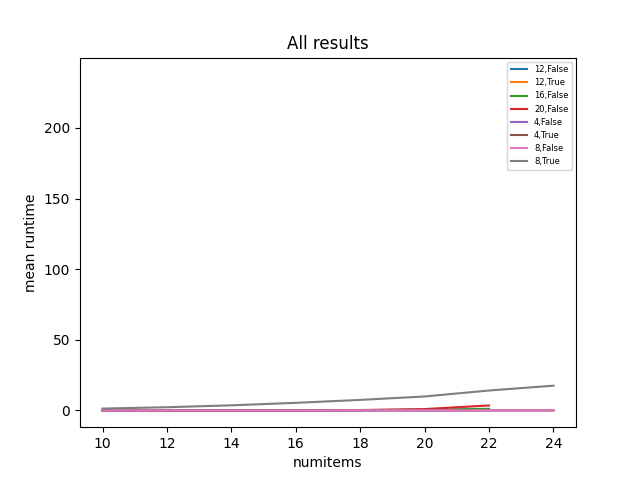 All results
12,False
12,True
16,False
20,False
4,False
4,True
8,False
8,True
200
150
100
50
0
mean runtime
10 12 14 16 18 20 22 24
numitems